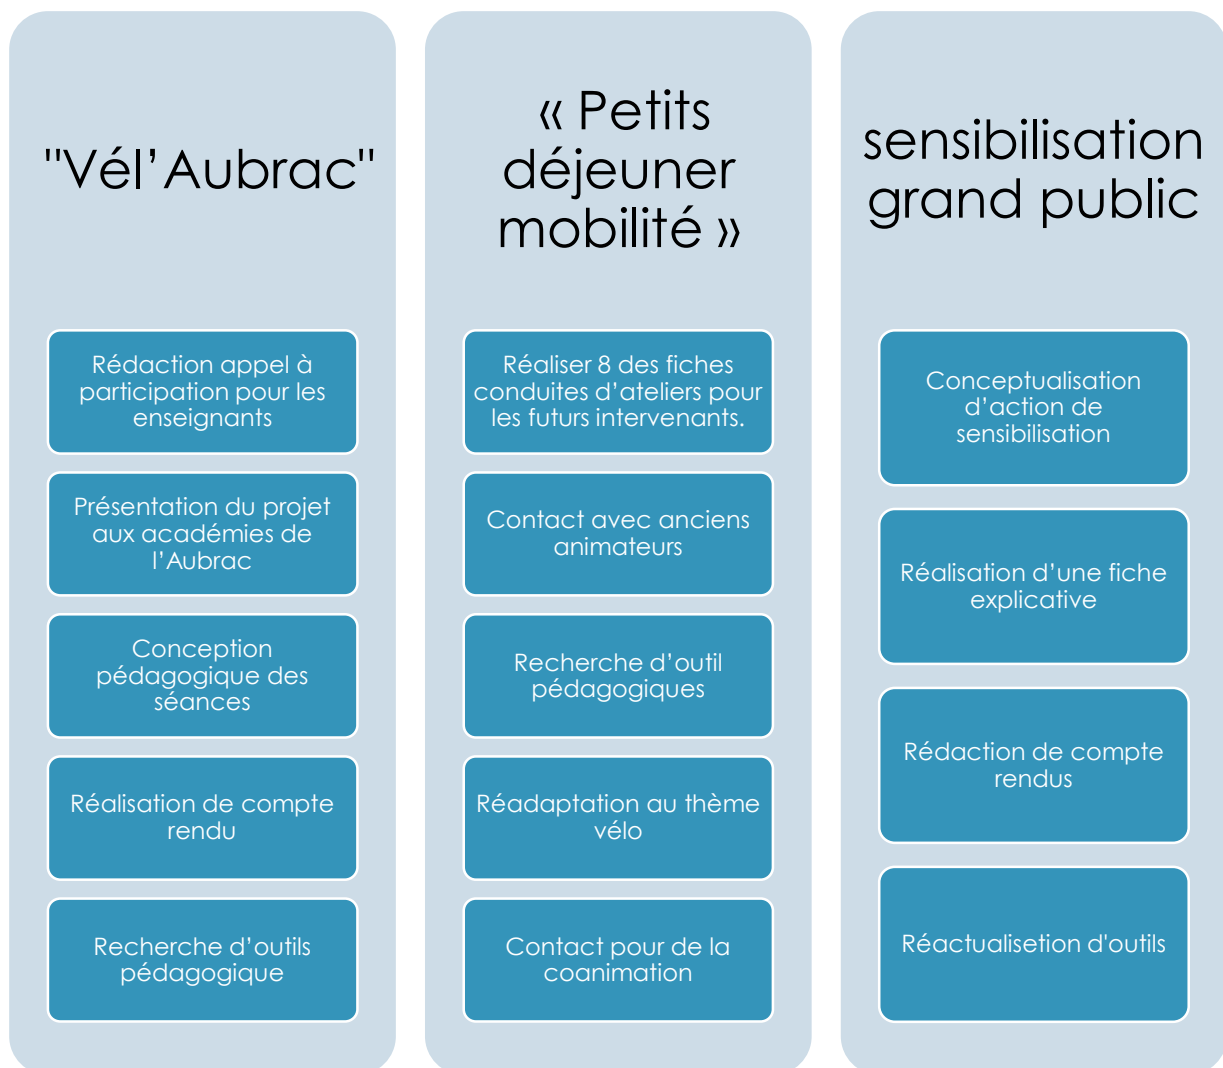 "Vél’Aubrac"
Rédaction appel à
participation pour les
enseignants
Présentation du projet
aux académies de
l’Aubrac
Conception
pédagogique des
séances
Réalisation de compte
rendu
Recherche d’outils
pédagogique
« Petits
déjeuner
mobilité »
Réaliser 8 des fiches
conduites d’ateliers pour
les futurs intervenants.
Contact avec anciens
animateurs
Recherche d’outil
pédagogiques
Réadaptation au thème
vélo
Contact pour de la
coanimation
sensibilisation
grand public
Conceptualisation
d’action de
sensibilisation
Réalisation d’une fiche
explicative
Rédaction de compte
rendus
Réactualisetion d'outils